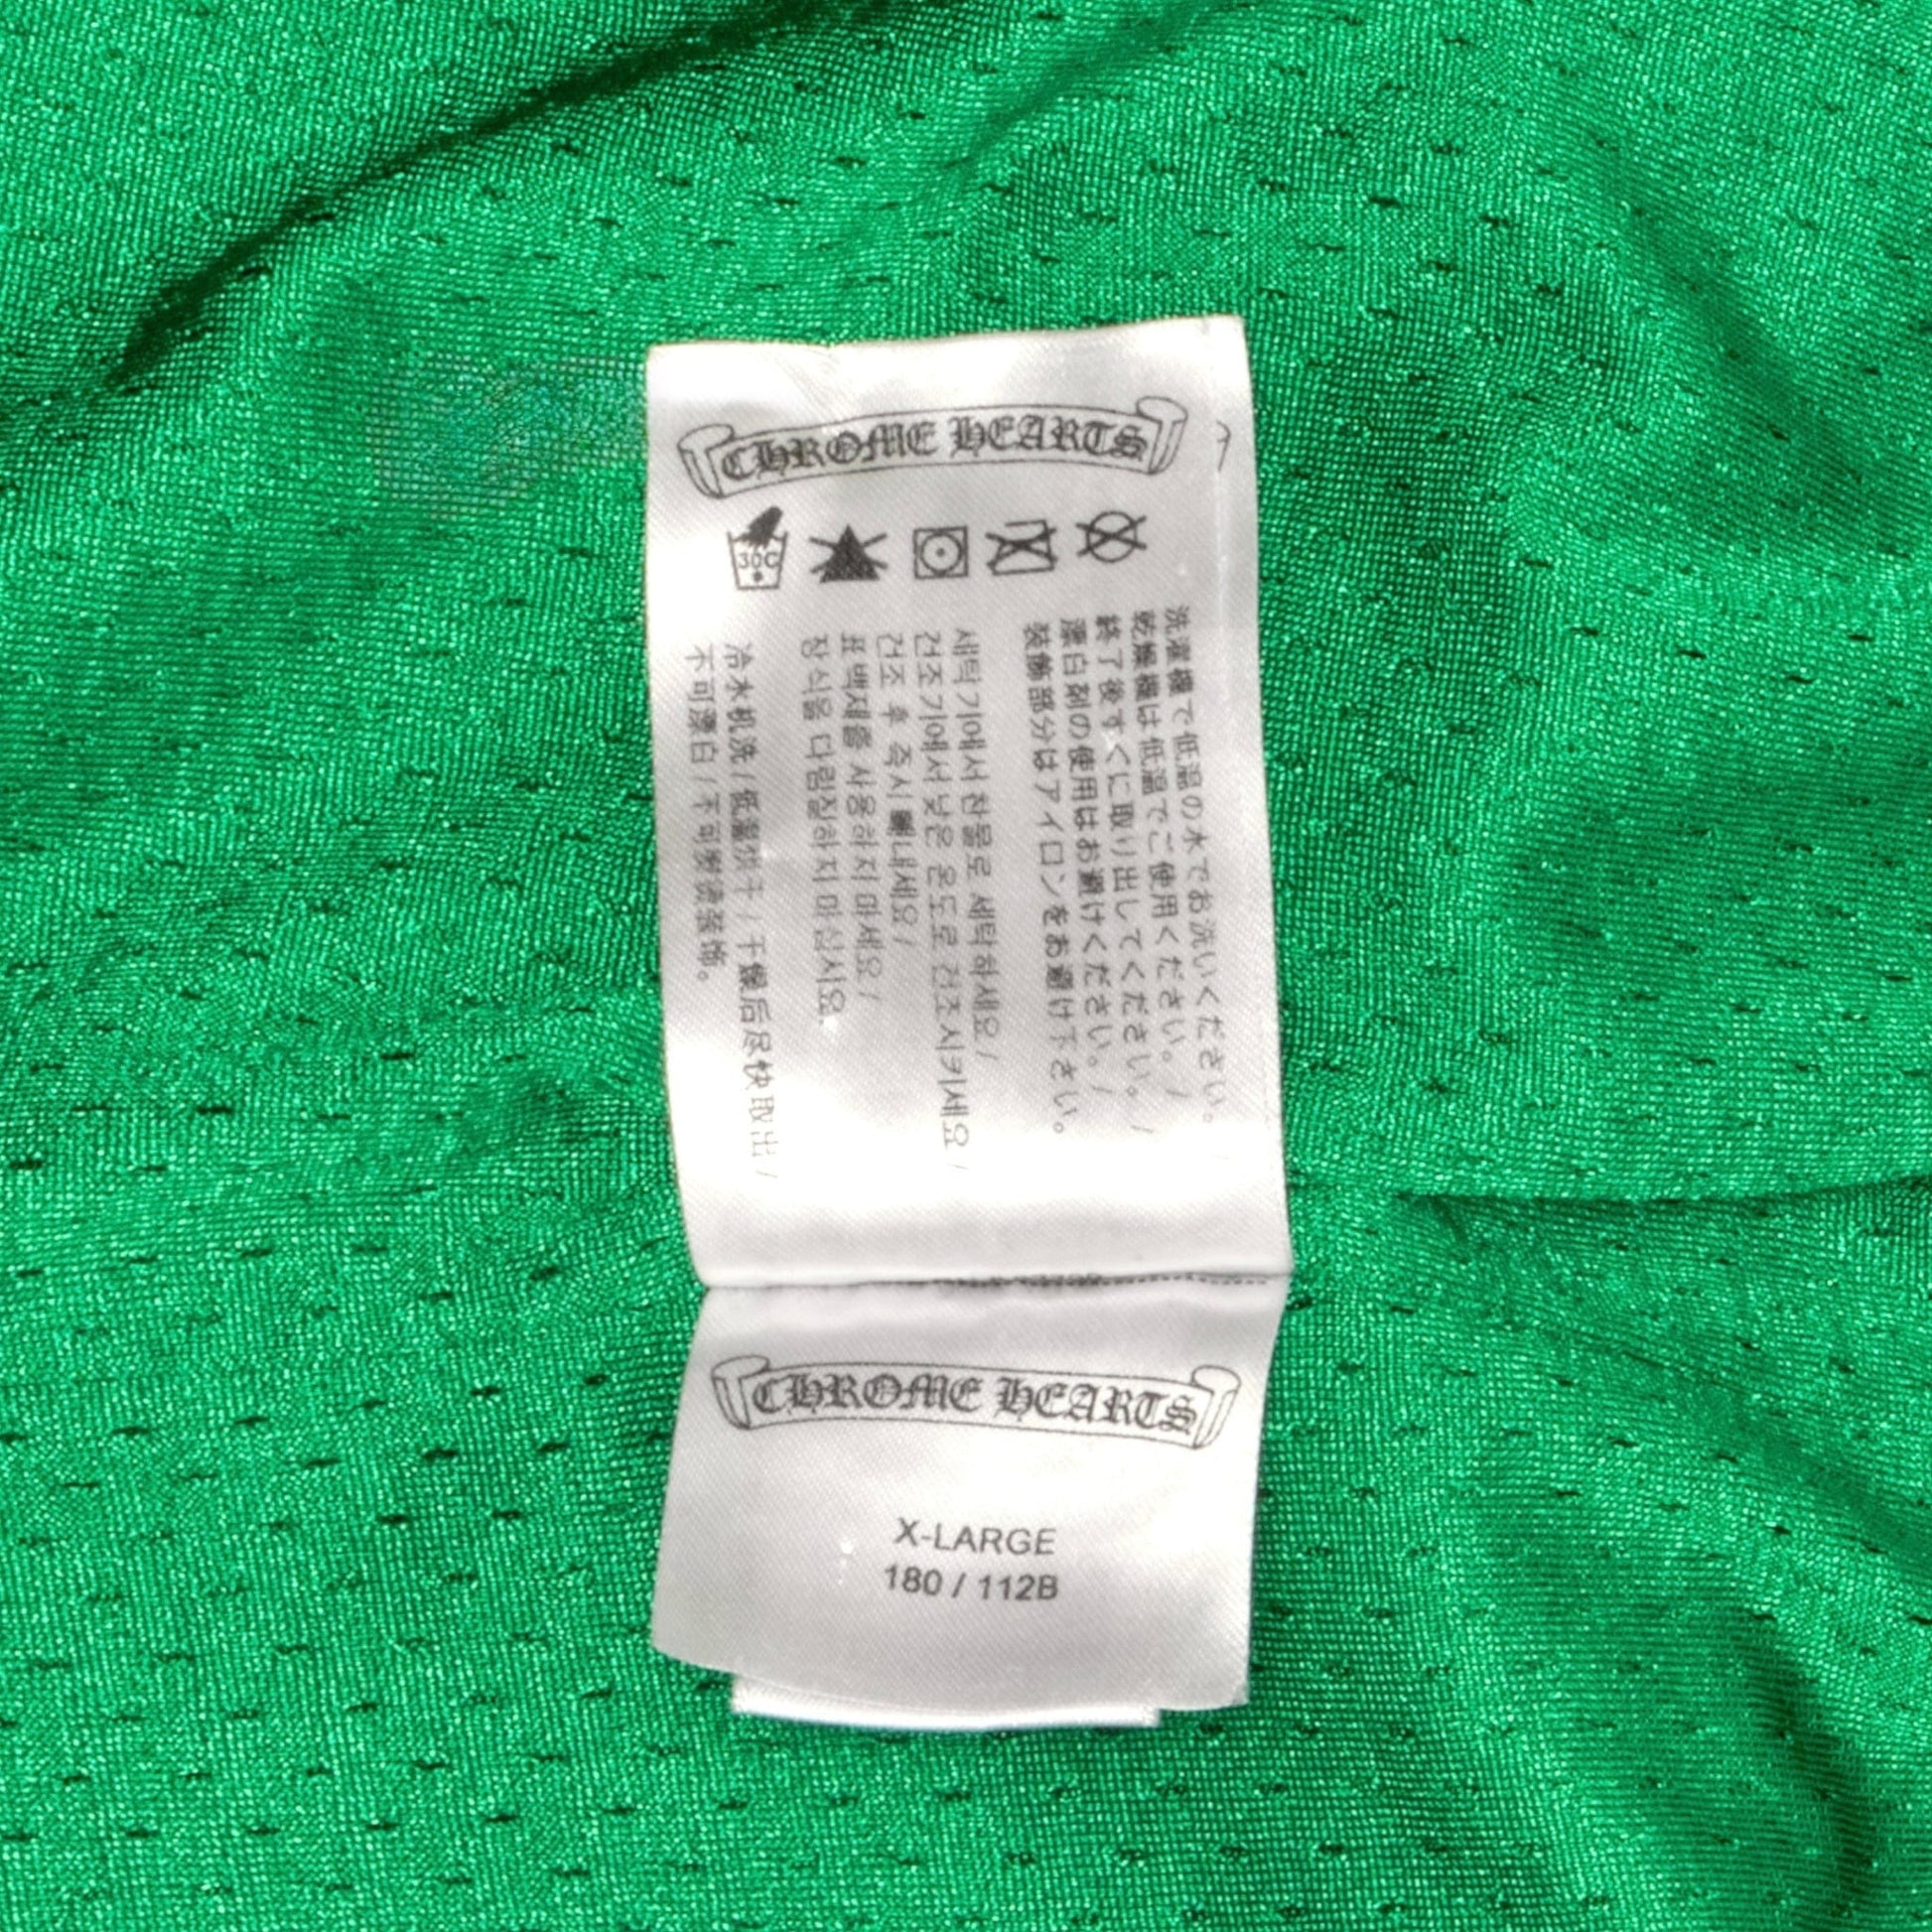 CHROME HEARTS
30C
洗濯機で低温の水でお洗いください。/
乾燥機は低温でご使用ください。/
終了後すぐに取り出してください。/
漂白剤の使用はお避けください。/
装飾部分はアイロンをお避け下さい。
세탁기에서 찬물로 세탁하세요/
건조기에서 낮은 온도로 건조시키세요/
건조 후 즉시 빼내세요/
표백제를 사용하지 마세요/
장식을 다림질하지 마십시요.
冷水机洗/低温烘干/干燥后尽快取出/
不可漂白/不可熨烫装饰。
CHROME HEARTS
X-LARGE
180 / 112B